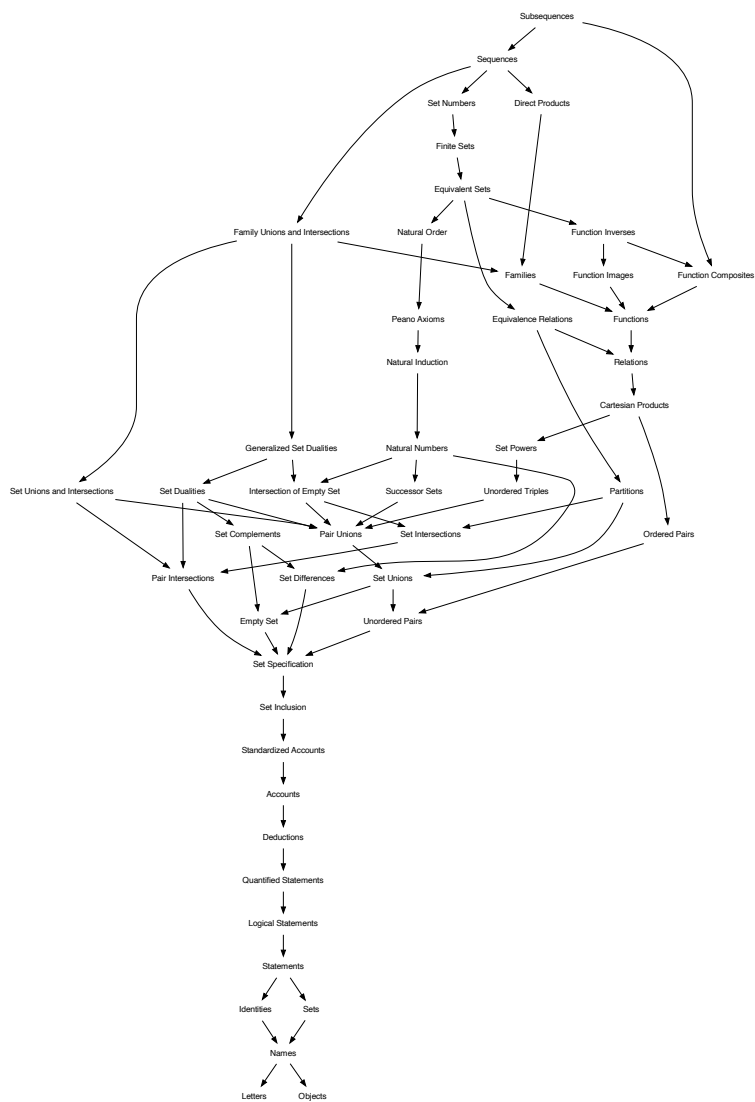 Subsequences
Sequences
Set Numbers
Direct Products
Finite Sets
Equivalent Sets
Family Unions and Intersections
Natural Order
Function Inverses
Families
Function Images
Function Composites
Peano Axioms
Equivalence Relations
Functions
Natural Induction
Relations
Cartesian Products
Generalized Set Dualities
Natural Numbers
Set Powers
Set Unions and Intersections
Set Dualities
Intersection of Empty Set
Successor Sets
Unordered Triples
Partitions
Set Complements
Pair Unions
Set Intersections
Ordered Pairs
Pair Intersections
Set Differences
Set Unions
Empty Set
Unordered Pairs
Set Specification
Set Inclusion
Standardized Accounts
Accounts
Deductions
Quantified Statements
Logical Statements
Statements
Identities
Sets
Names
Letters
Objects